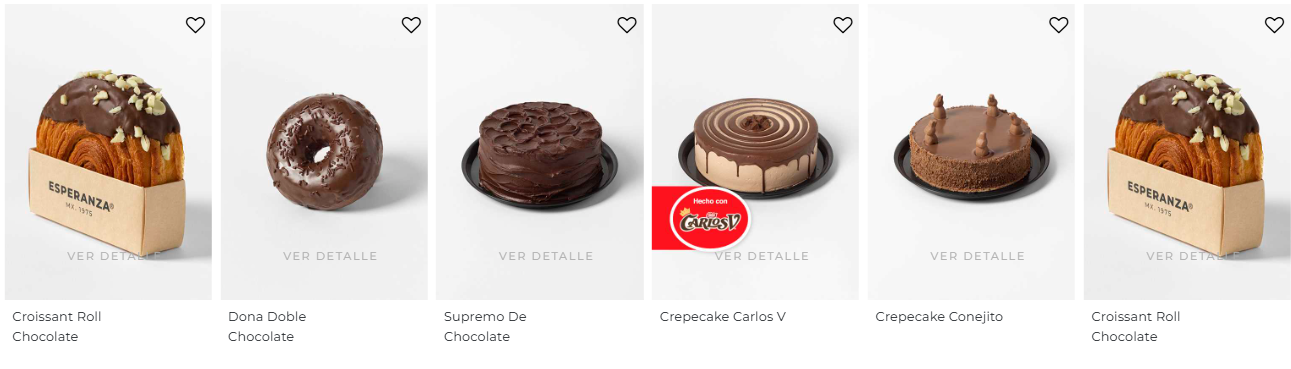 ESPERANZA®
MX. 1975
VER DETALLE
Croissant Roll
Chocolate
VER DETALLE
Dona Doble
Chocolate
VER DETALLE
Supremo De
Chocolate
Hecho con
CARLOS V.
VER DETALLE
Crepecake Carlos V
VER DETALLE
Crepecake Conejito
ESPERANZA®
MX. 1975
VER DETALLE
Croissant Roll
Chocolate